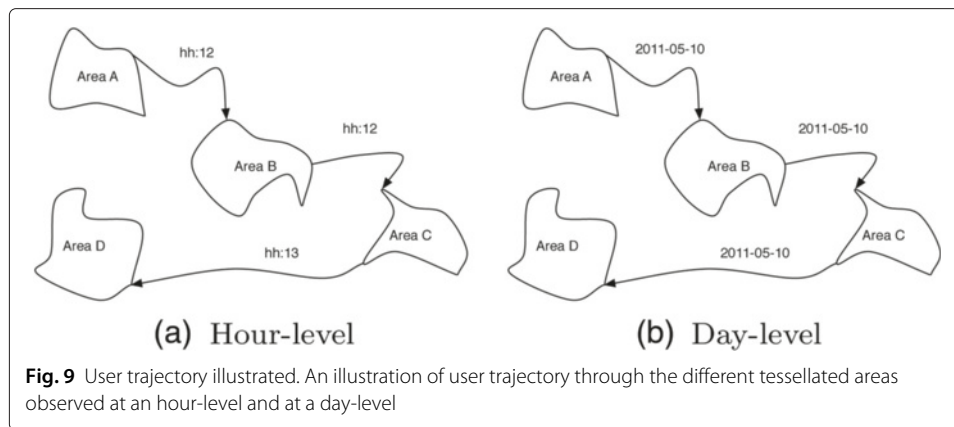 hh:12
Area A
hh:12
Area B
Area D
Area C
hh:13
(a) Hour-level
2011-05-10
Area A
2011-05-10
Area B
Area D
Area C
2011-05-10
(b) Day-level
Fig. 9 User trajectory illustrated. An illustration of user trajectory through the different tessellated areas
observed at an hour-level and at a day-level